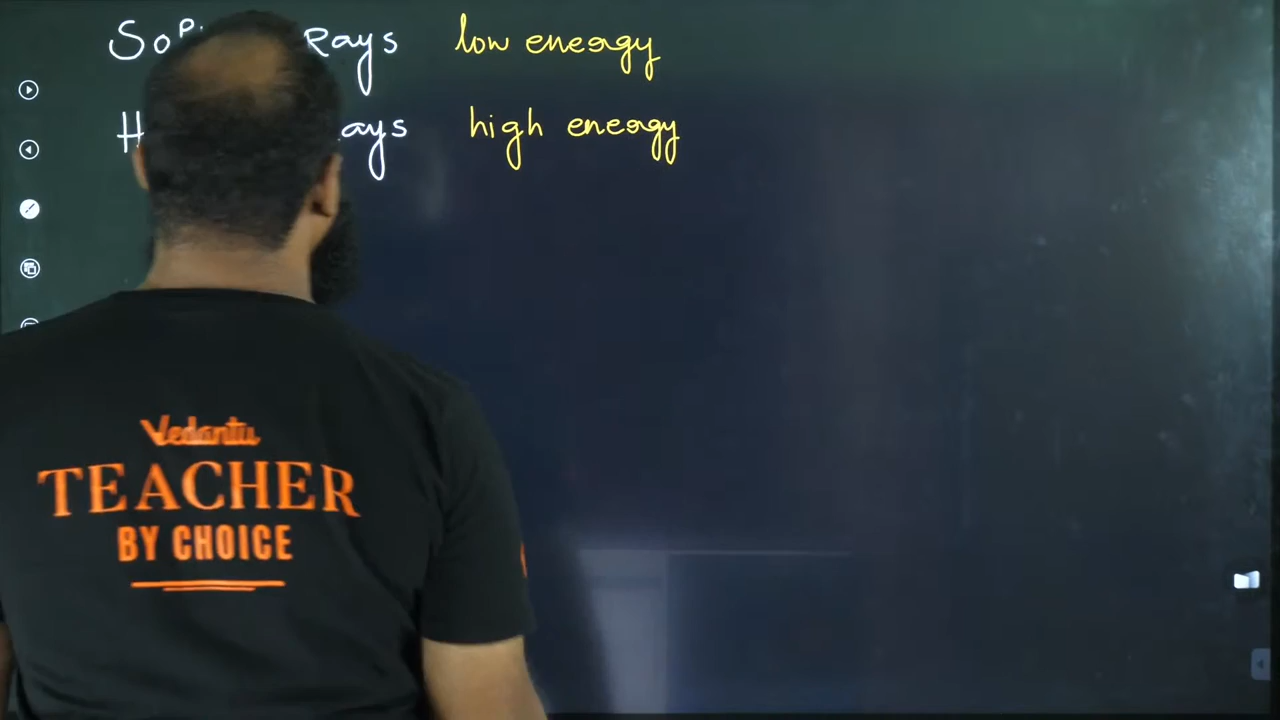 Rays low energy
high energy
Vedantu
TEACHER
BY CHOICE